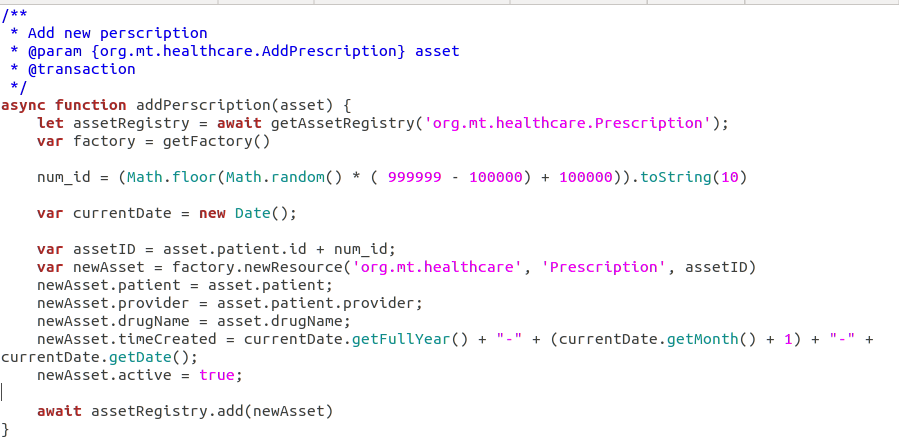 /**
 * Add new perscription
 * @param {org.mt.healthcare.AddPrescription} asset
 * @transaction
 */
async function addPerscription(asset) {
    let assetRegistry = await getAssetRegistry('org.mt.healthcare.Prescription');
    var factory = getFactory()

    num_id = (Math.floor(Math.random() * ( 999999 - 100000) + 100000)).toString(10)

    var currentDate = new Date();

    var assetID = asset.patient.id + num_id;
    var newAsset = factory.newResource('org.mt.healthcare', 'Prescription', assetID)
    newAsset.patient = asset.patient;
    newAsset.provider = asset.patient.provider;
    newAsset.drugName = asset.drugName;
    newAsset.timeCreated = currentDate.getFullYear() + "-" + (currentDate.getMonth() + 1) + "-" +
currentDate.getDate();
    newAsset.active = true;

    await assetRegistry.add(newAsset)
}